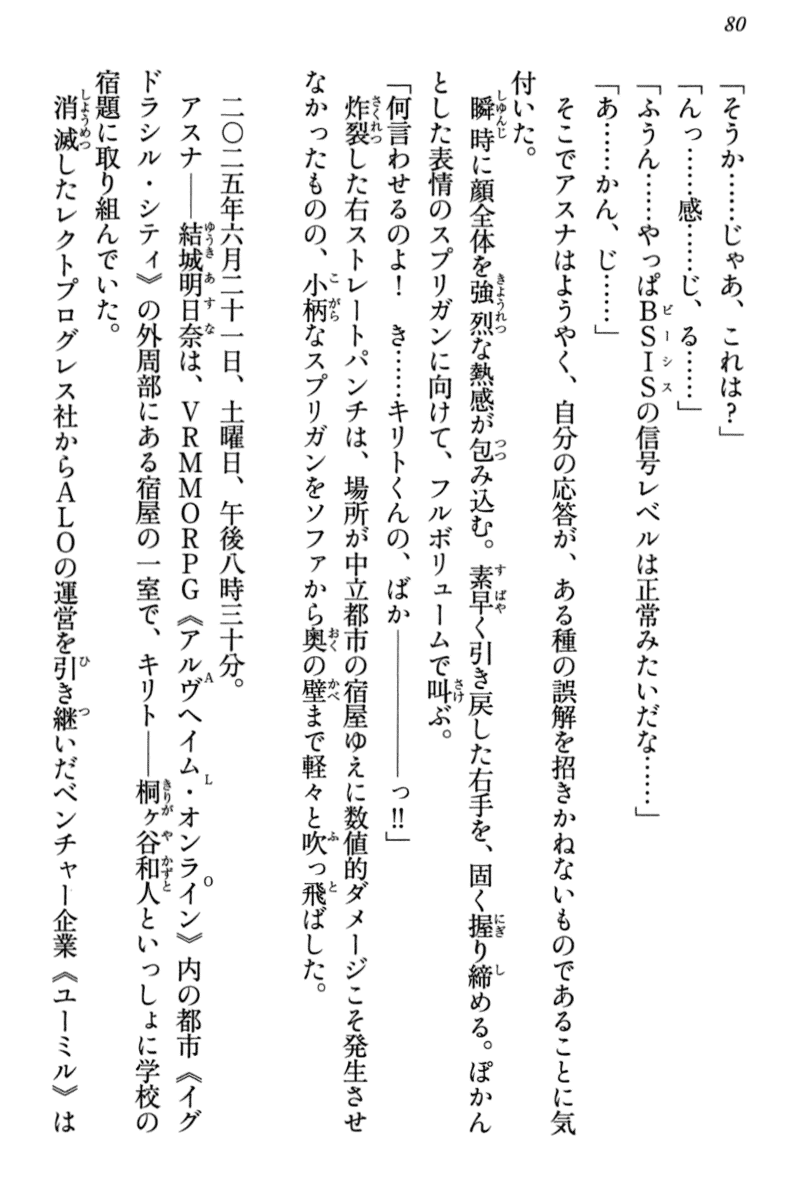 80
「そうか……じゃあ、これは?」
「んっ……感……じ、る……」
「ふうん……やっぱBSISの信号レベルは正常みたいだな……」
「あ……かん、じ……」
そこでアスナはようやく、自分の応答が、ある種の誤解を招きかねないものであることに気
付いた。
瞬時に顔全体を強烈な熱感が包み込む。素早く引き戻した右手を、固く握り締める。ぽかん
とした表情のスプリガンに向けて、フルボリュームで叫ぶ。
「何言わせるのよ! き……キリトくんの、ばか――――――っ!!」
炸裂した右ストレートパンチは、場所が中立都市の宿屋ゆえに数値的ダメージこそ発生させ
なかったものの、小柄なスプリガンをソファから奥の壁まで軽々と吹っ飛ばした。
二〇二五年六月二十一日、土曜日、午後八時三十分。
アスナ――結城明日奈は、VRMMORPG《アルヴヘイム・オンライン》内の都市《イグ
ドラシル・シティ》の外周部にある宿屋の一室で、キリト――桐ヶ谷和人といっしょに学校の
宿題に取り組んでいた。
消滅したレクトプログレス社からALOの運営を引き継いだベンチャー企業《ユーミル》は